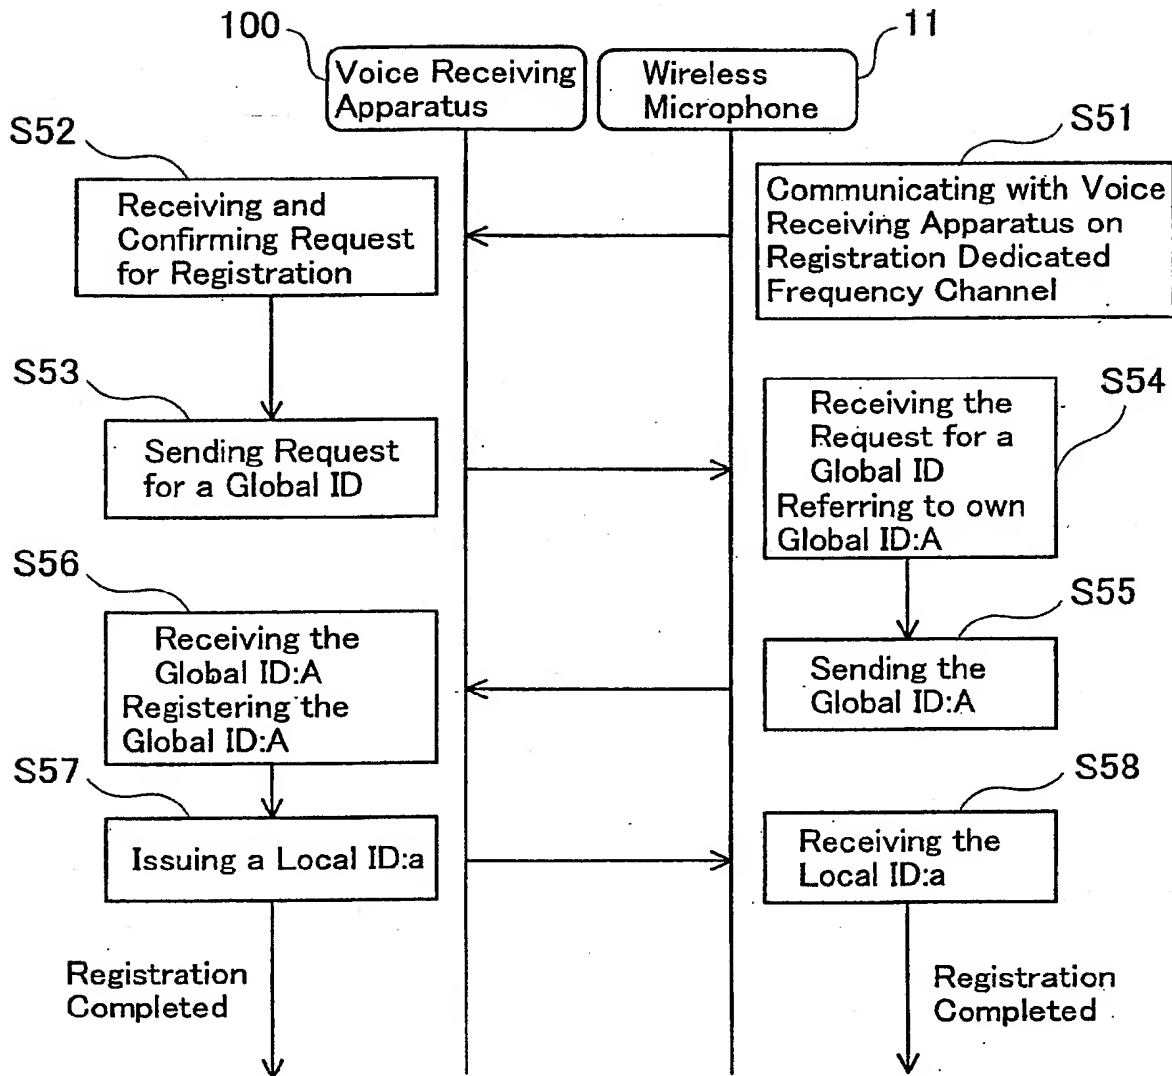 100
11
Voice Receiving
Apparatus
Wireless
Microphone
S52
S51
Receiving and
Confirming Request
for Registration
Communicating with Voice
Receiving Apparatus on
Registration Dedicated
Frequency Channel
S53
S54
Sending Request
for a Global ID
Receiving the
Request for a
Global ID
Referring to own
Global ID:A
S56
S55
Receiving the
Global ID:A
Registering the
Global ID:A
Sending the
Global ID:A
S57
S58
Issuing a Local ID:a
Receiving the
Local ID:a
Registration
Completed
Registration
Completed